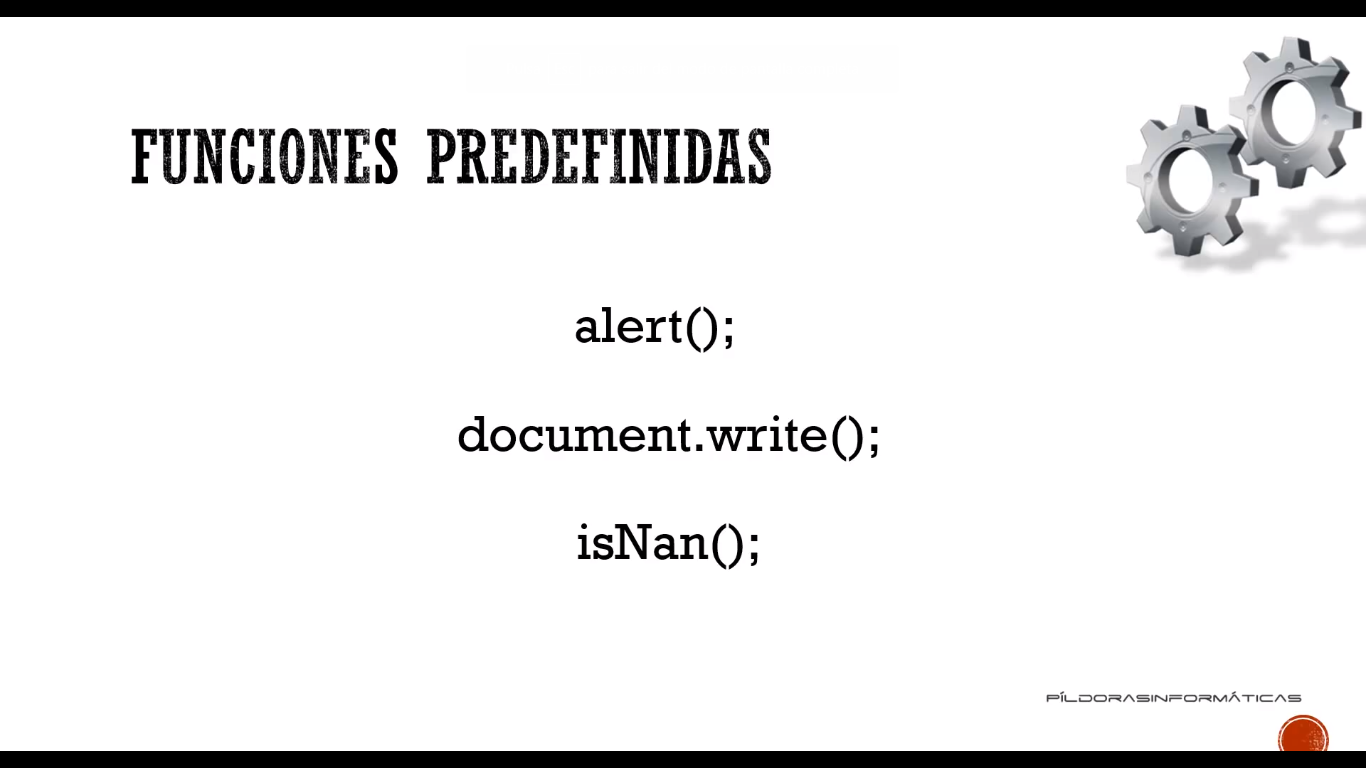 FUNCIONES PREDEFINIDAS
alert();
document.write();
isNan();
PÍLDORASINFORMÁTICAS